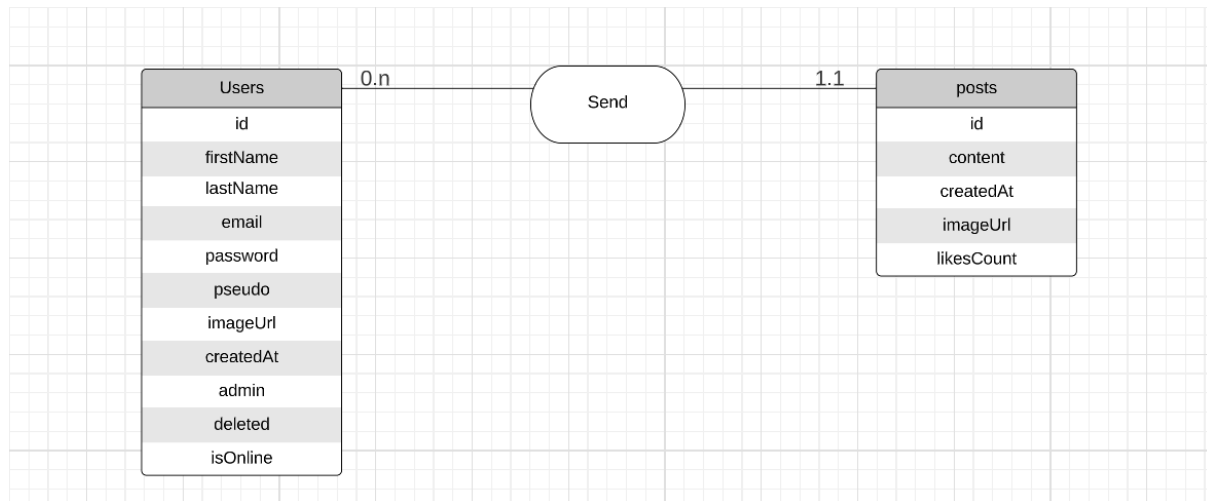 Users
id
firstName
lastName
email
password
pseudo
imageUrl
createdAt
admin
deleted
isOnline
0.n
Send
1.1
posts
id
content
createdAt
imageUrl
likesCount